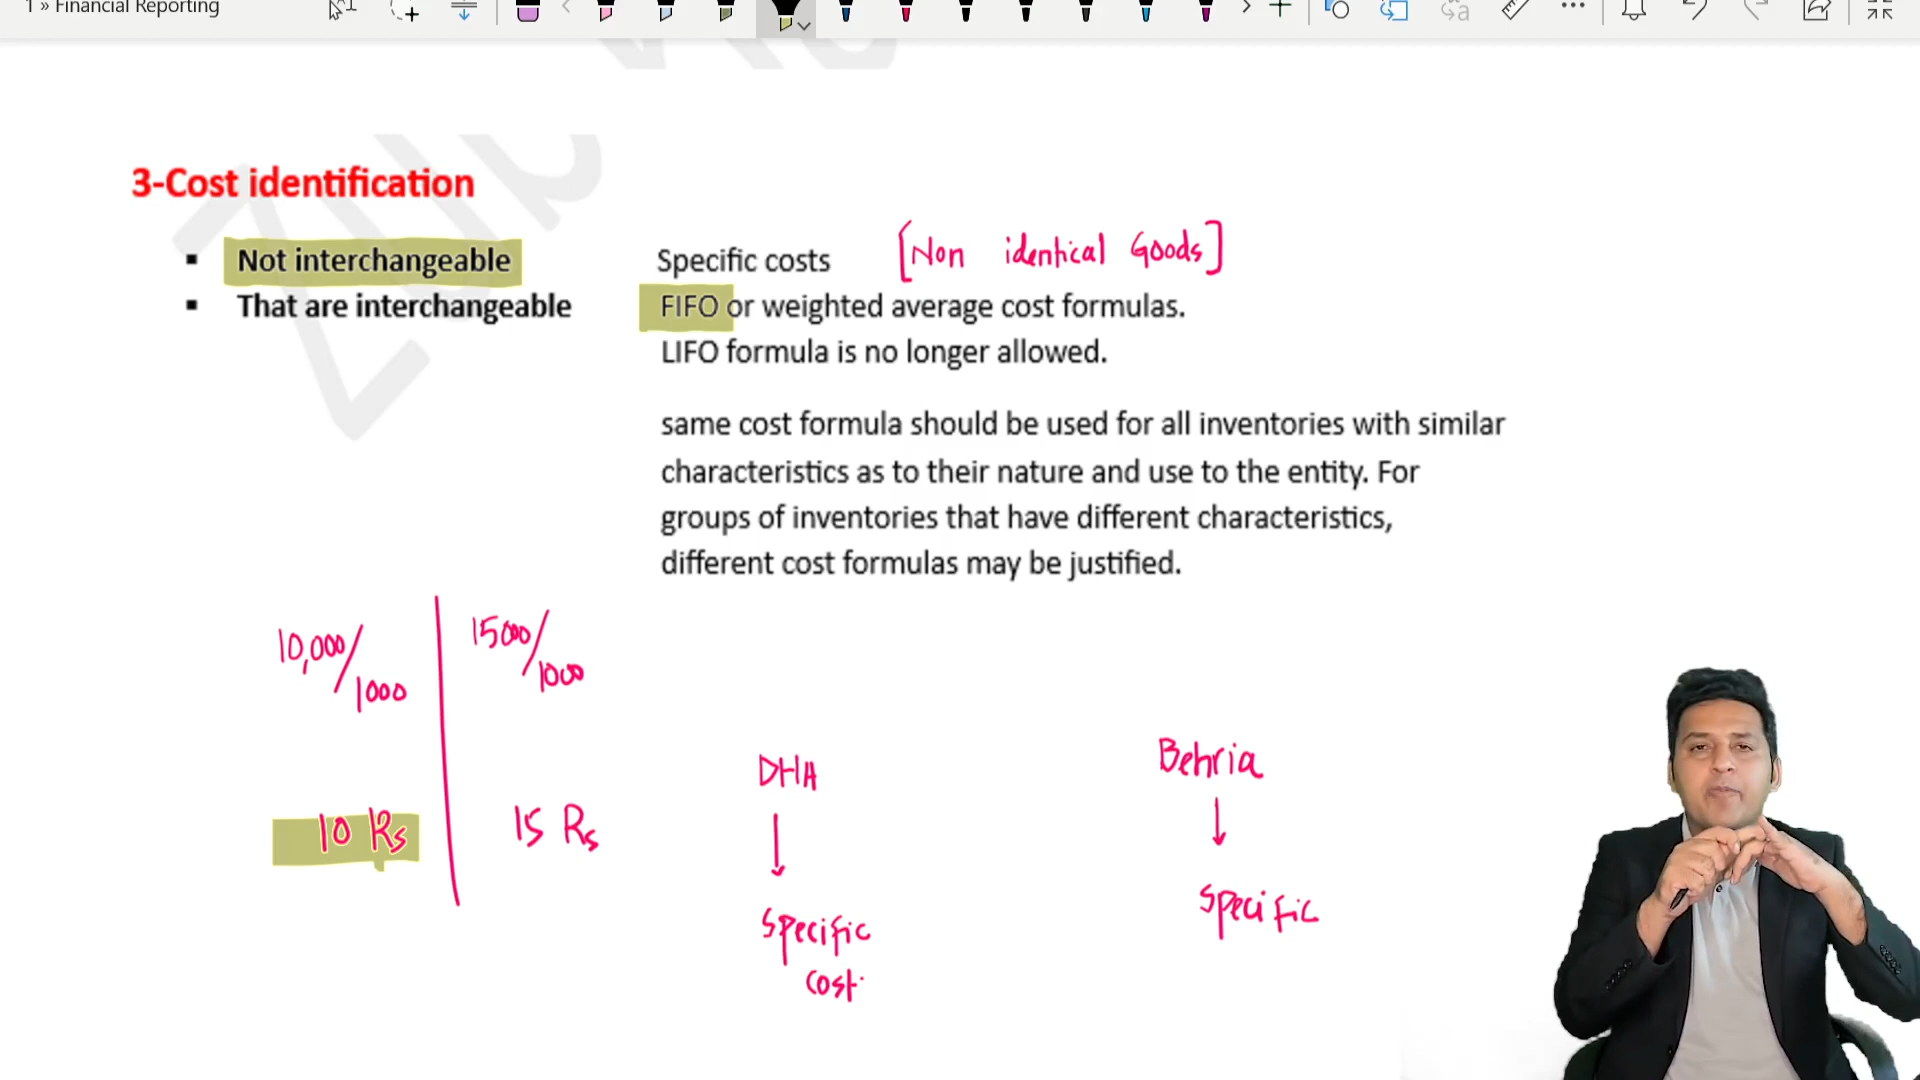 1 » Financial Reporting
3-Cost identification
▪ Not interchangeable Specific costs [Non identical Goods]
▪ That are interchangeable FIFO or weighted average cost formulas.
LIFO formula is no longer allowed.
same cost formula should be used for all inventories with similar
characteristics as to their nature and use to the entity. For
groups of inventories that have different characteristics,
different cost formulas may be justified.
10,000/1000
15000/1000
10 Rs
15 Rs
DHA
Specific
cost
Behria
Specific